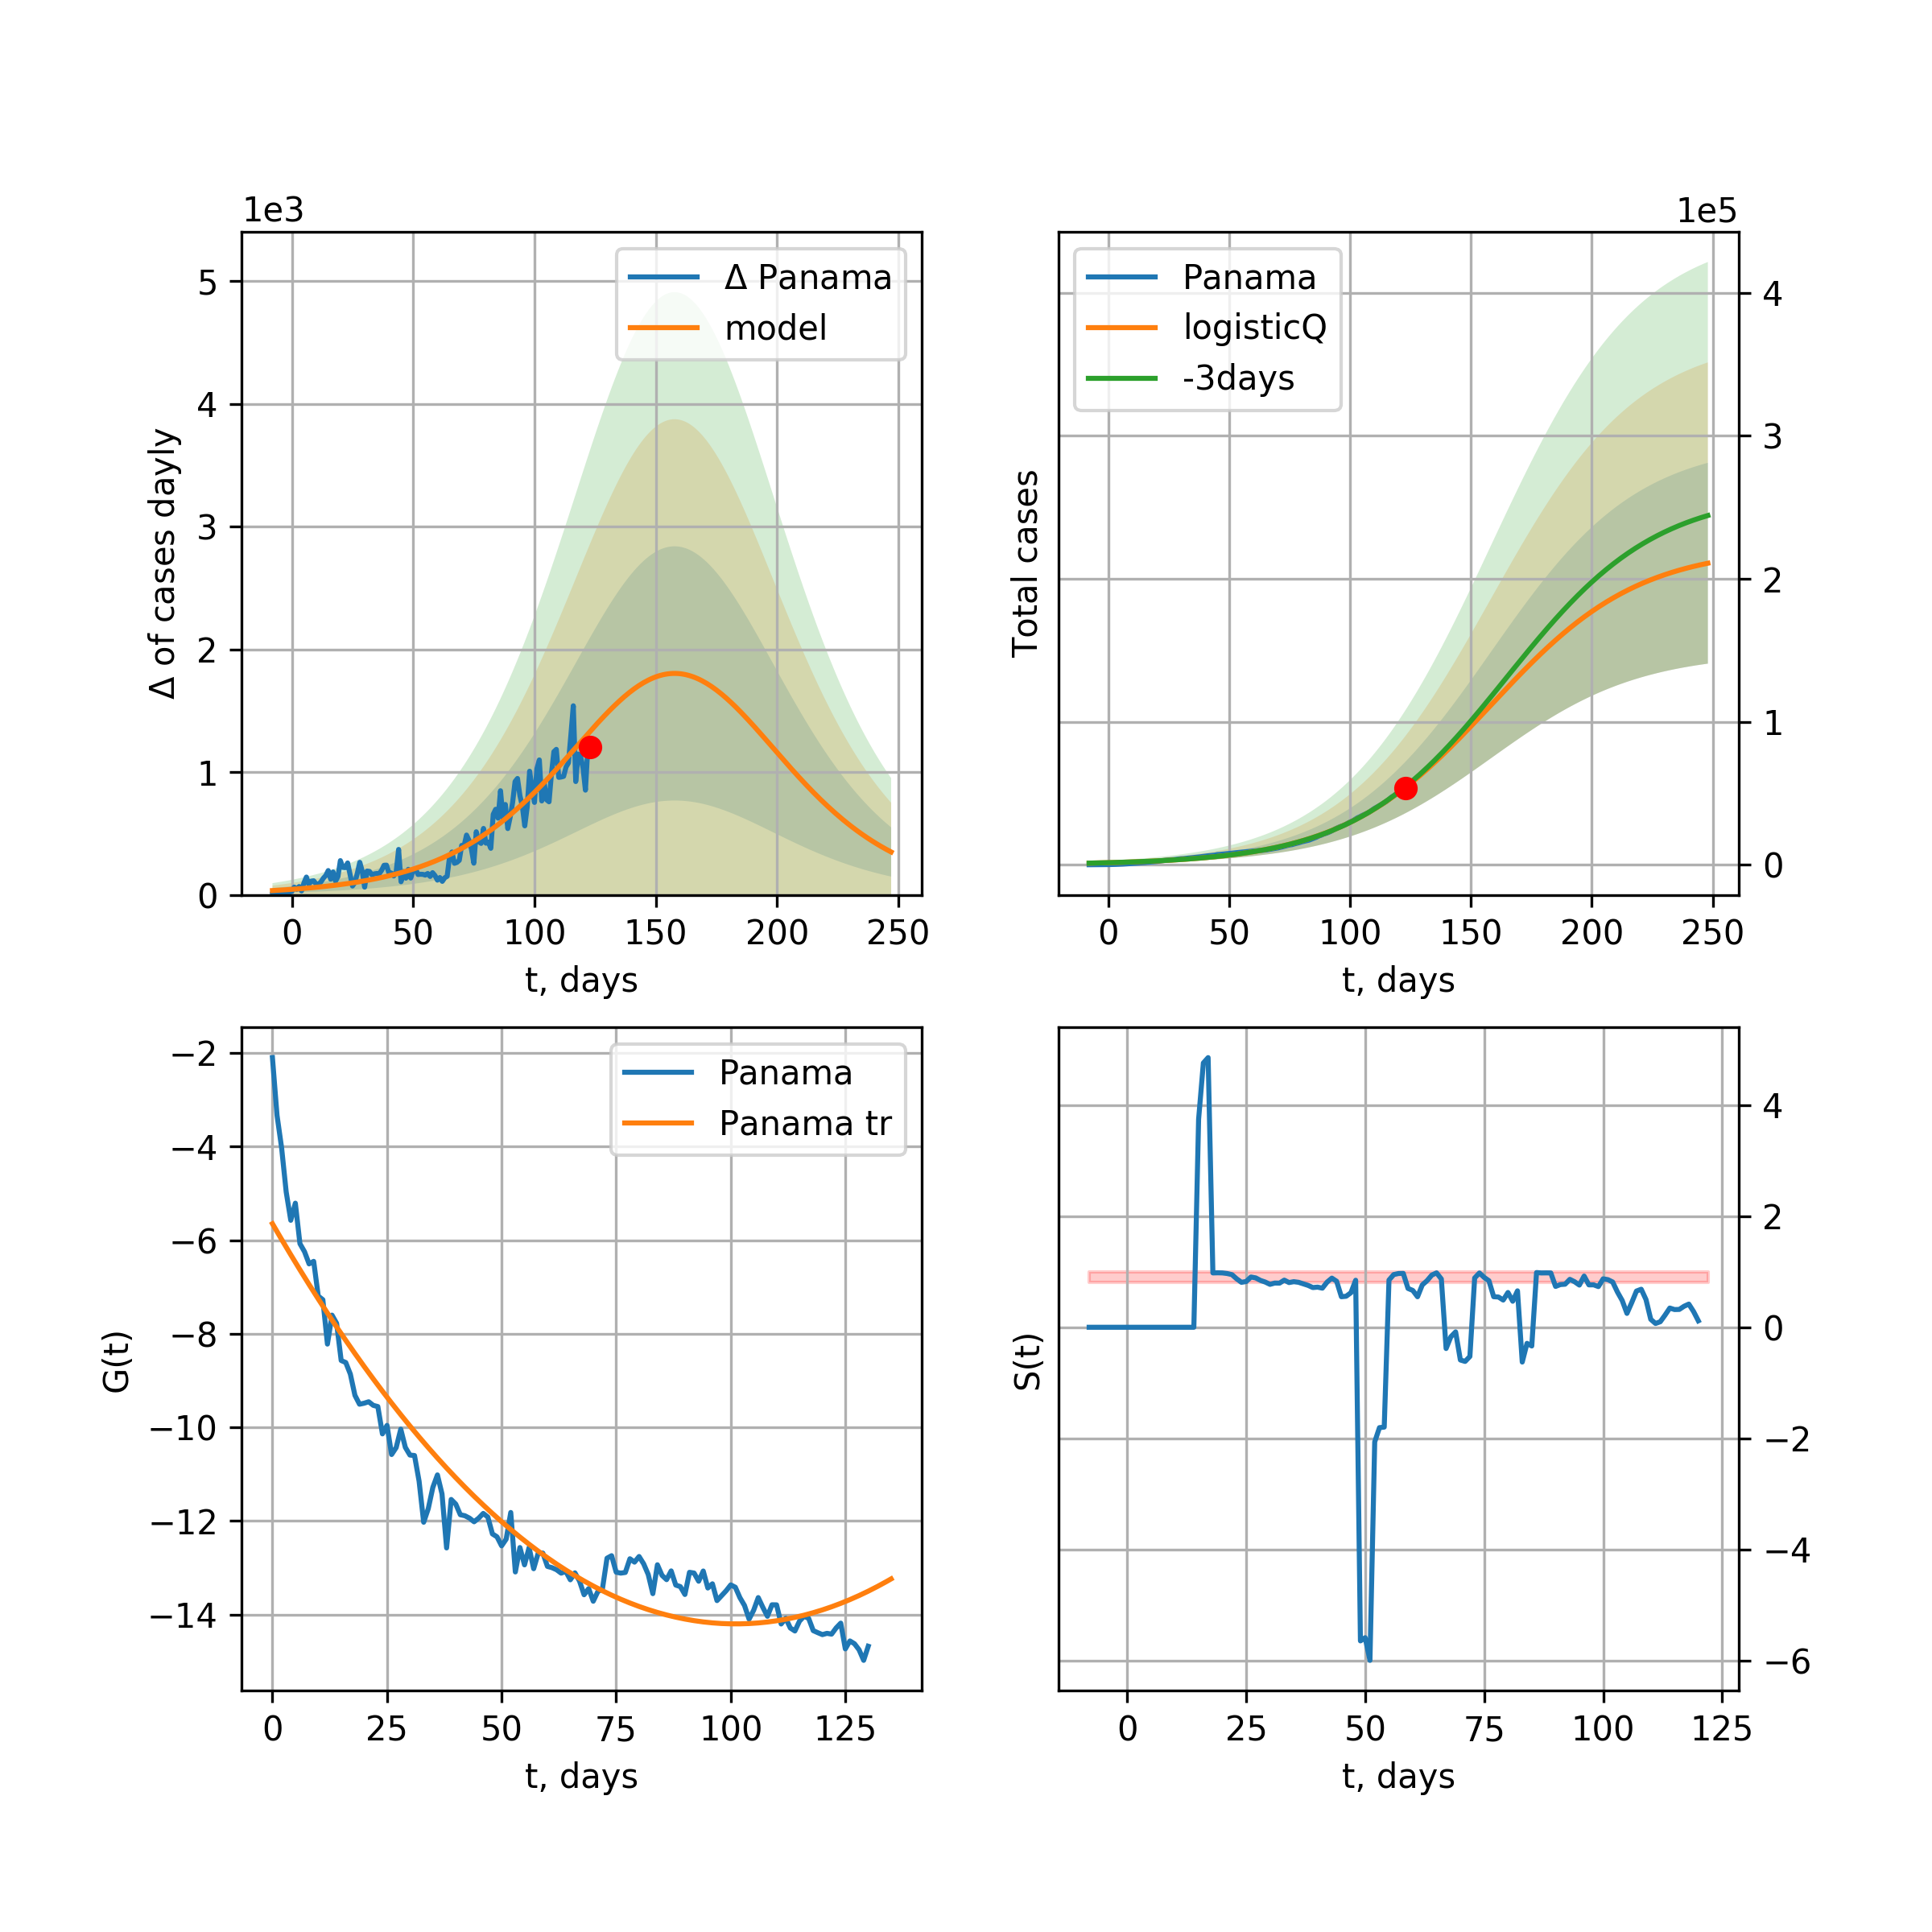 1e3
Δ Panama
model
5
4
3
2
1
0
Δ of cases dayly
0 50 100 150 200 250
t, days
1e5
Panama
logisticQ
-3days
4
3
2
1
0
Total cases
0 50 100 150 200 250
t, days
Panama
Panama tr
−2
−4
−6
−8
−10
−12
−14
G(t)
0 25 50 75 100 125
t, days
4
2
0
−2
−4
−6
S(t)
0 25 50 75 100 125
t, days